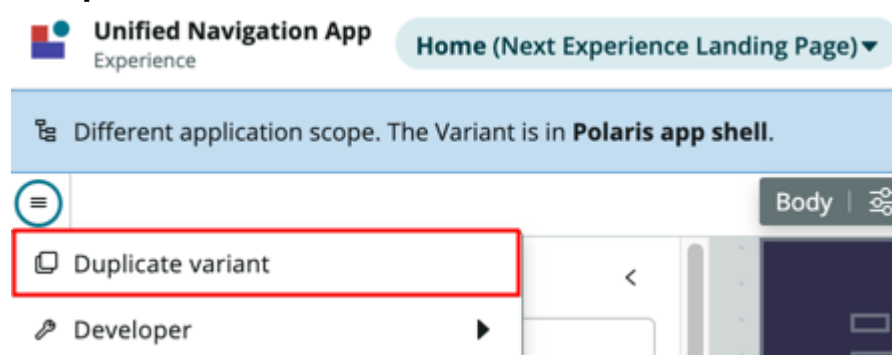 Unified Navigation App
Experience
Home (Next Experience Landing Page)
Different application scope. The Variant is in Polaris app shell.
Body
Duplicate variant
Developer